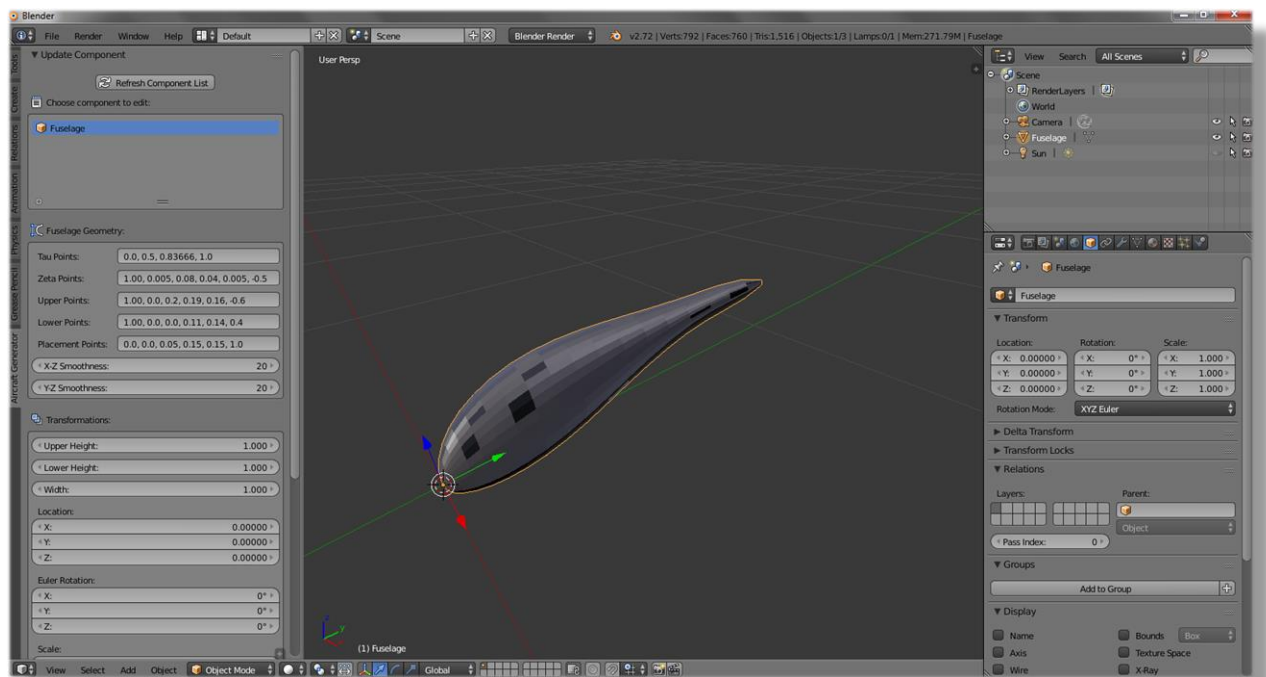 Blender
File Render Window Help Default Scene Blender Render v2.72 | Verts:792 | Faces:760 | Tris:1,516 | Objects:1/3 | Lamps:0/1 | Mem:271.79M | Fuselage
Tools
Create
Relations
Animation
Physics
Grease Pencil
Aircraft Generator
Update Component
Refresh Component List
Choose component to edit:
Fuselage
Fuselage Geometry:
Tau Points: 0.0, 0.5, 0.83666, 1.0
Zeta Points: 1.00, 0.005, 0.08, 0.04, 0.005, -0.5
Upper Points: 1.00, 0.0, 0.2, 0.19, 0.16, -0.6
Lower Points: 1.00, 0.0, 0.0, 0.11, 0.14, 0.4
Placement Points: 0.0, 0.0, 0.05, 0.15, 0.15, 1.0
X-Z Smoothness: 20
Y-Z Smoothness: 20
Transformations:
Upper Height: 1.000
Lower Height: 1.000
Width: 1.000
Location:
X: 0.00000
Y: 0.00000
Z: 0.00000
Euler Rotation:
X: 0°
Y: 0°
Z: 0°
Scale:
User Persp
y
(1) Fuselage
View Select Add Object Object Mode Global
View Search All Scenes
Scene
RenderLayers
World
Camera
Fuselage
Sun
Fuselage
Fuselage
Transform
Location: Rotation: Scale:
X: 0.00000 X: 0° X: 1.000
Y: 0.00000 Y: 0° Y: 1.000
Z: 0.00000 Z: 0° Z: 1.000
Rotation Mode: XYZ Euler
Delta Transform
Transform Locks
Relations
Layers: Parent:
Object
Pass Index: 0
Groups
Add to Group
Display
Name Bounds Box
Axis Texture Space
Wire X-Ray